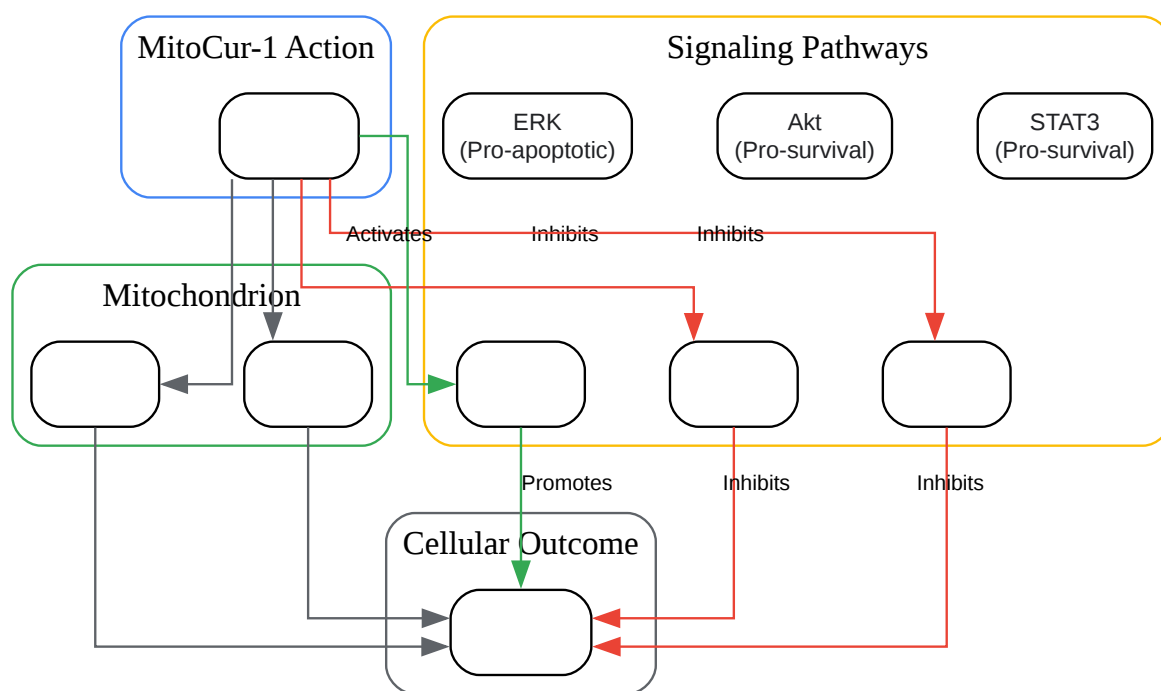 MitoCur-1 Action
Signaling Pathways
ERK
(Pro-apoptotic)
Akt
(Pro-survival)
STAT3
(Pro-survival)
Activates
Inhibits
Inhibits
Mitochondrion
Promotes
Inhibits
Inhibits
Cellular Outcome